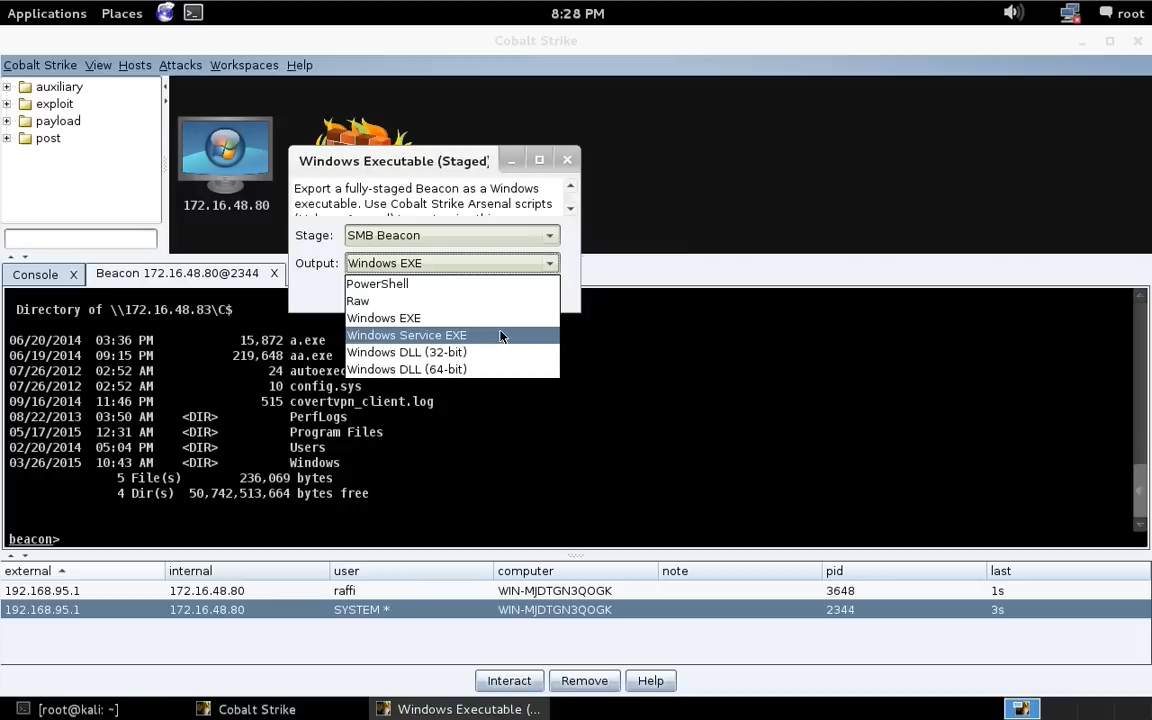 Applications Places 8:28 PM root
Cobalt Strike
Cobalt Strike View Hosts Attacks Workspaces Help
auxiliary
exploit
payload
post
172.16.48.80
Windows Executable (Staged)
Export a fully-staged Beacon as a Windows
executable. Use Cobalt Strike Arsenal scripts
Stage: SMB Beacon
Output: Windows EXE
PowerShell
Raw
Windows EXE
Windows Service EXE
Windows DLL (32-bit)
Windows DLL (64-bit)
Console X Beacon 172.16.48.80@2344 X
Directory of \\172.16.48.83\C$
06/20/2014 03:36 PM 15,872 a.exe
06/19/2014 09:15 PM 219,648 aa.exe
07/26/2012 02:52 AM 24 autoexec
07/26/2012 02:52 AM 10 config.sys
09/16/2014 11:46 PM 515 covertvpn_client.log
08/22/2013 03:50 AM <DIR> PerfLogs
05/17/2015 12:31 AM <DIR> Program Files
02/20/2014 05:04 PM <DIR> Users
03/26/2015 10:43 AM <DIR> Windows
5 File(s) 236,069 bytes
4 Dir(s) 50,742,513,664 bytes free
beacon>
external internal user computer note pid last
192.168.95.1 172.16.48.80 raffi WIN-MJDTGN3QOGK 3648 1s
192.168.95.1 172.16.48.80 SYSTEM * WIN-MJDTGN3QOGK 2344 3s
Interact Remove Help
[root@kali: ~] Cobalt Strike Windows Executable (...